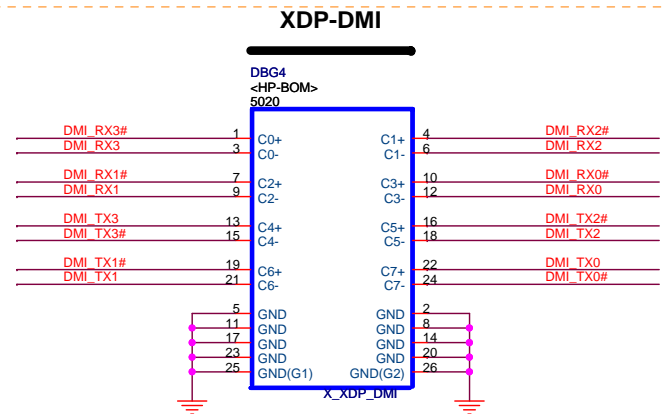 XDP-DMI
DBG4
<HP-BOM>
5020
DMI_RX3# 1 C0+ C1+ 4 DMI_RX2#
DMI_RX3 3 C0- C1- 6 DMI_RX2
DMI_RX1# 7 C2+ C3+ 10 DMI_RX0#
DMI_RX1 9 C2- C3- 12 DMI_RX0
DMI_TX3 13 C4+ C5+ 16 DMI_TX2#
DMI_TX3# 15 C4- C5- 18 DMI_TX2
DMI_TX1# 19 C6+ C7+ 22 DMI_TX0
DMI_TX1 21 C6- C7- 24 DMI_TX0#
5 GND GND 2
11 GND GND 8
17 GND GND 14
23 GND GND 20
25 GND(G1) GND(G2) 26
X_XDP_DMI